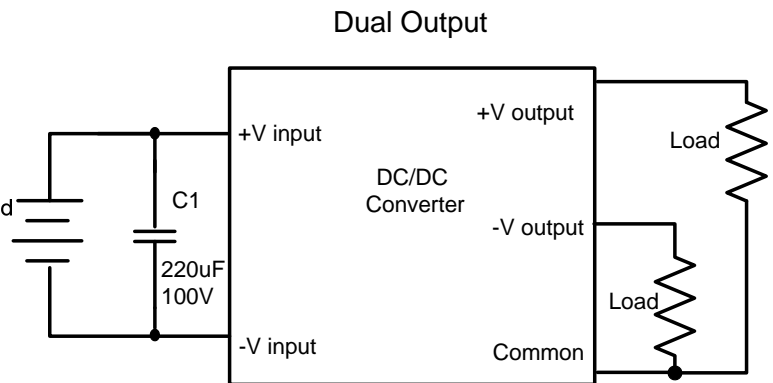 Dual Output
+V input
+V output
Load
DC/DC
Converter
d
C1
-V output
220uF
100V
Load
-V input
Common